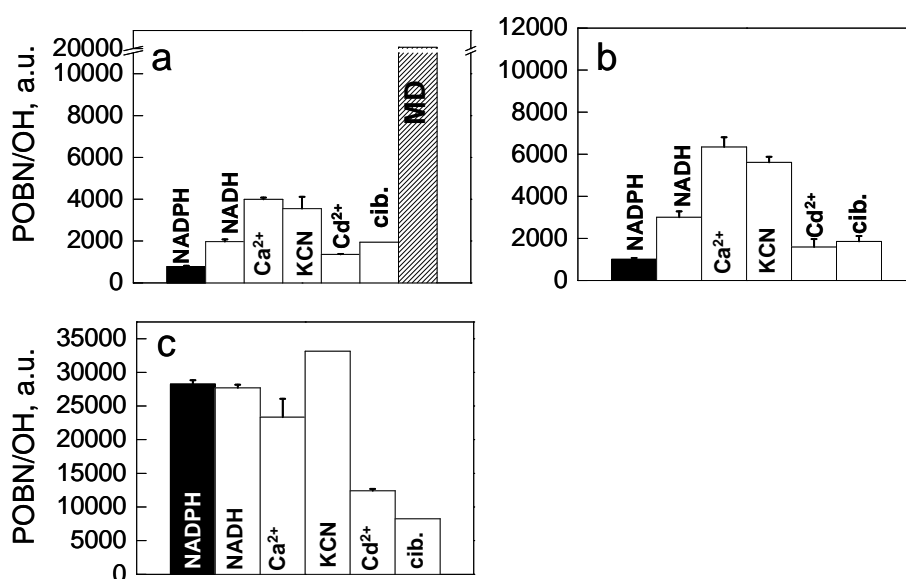 a
POBN/OH, a.u.
20000
10000
8000
6000
4000
2000
0
NADPH
NADH
Ca2+
KCN
Cd2+
cib.
MD
b
12000
10000
8000
6000
4000
2000
0
NADPH
NADH
Ca2+
KCN
Cd2+
cib.
c
POBN/OH, a.u.
35000
30000
25000
20000
15000
10000
5000
0
NADPH
NADH
Ca2+
KCN
Cd2+
cib.